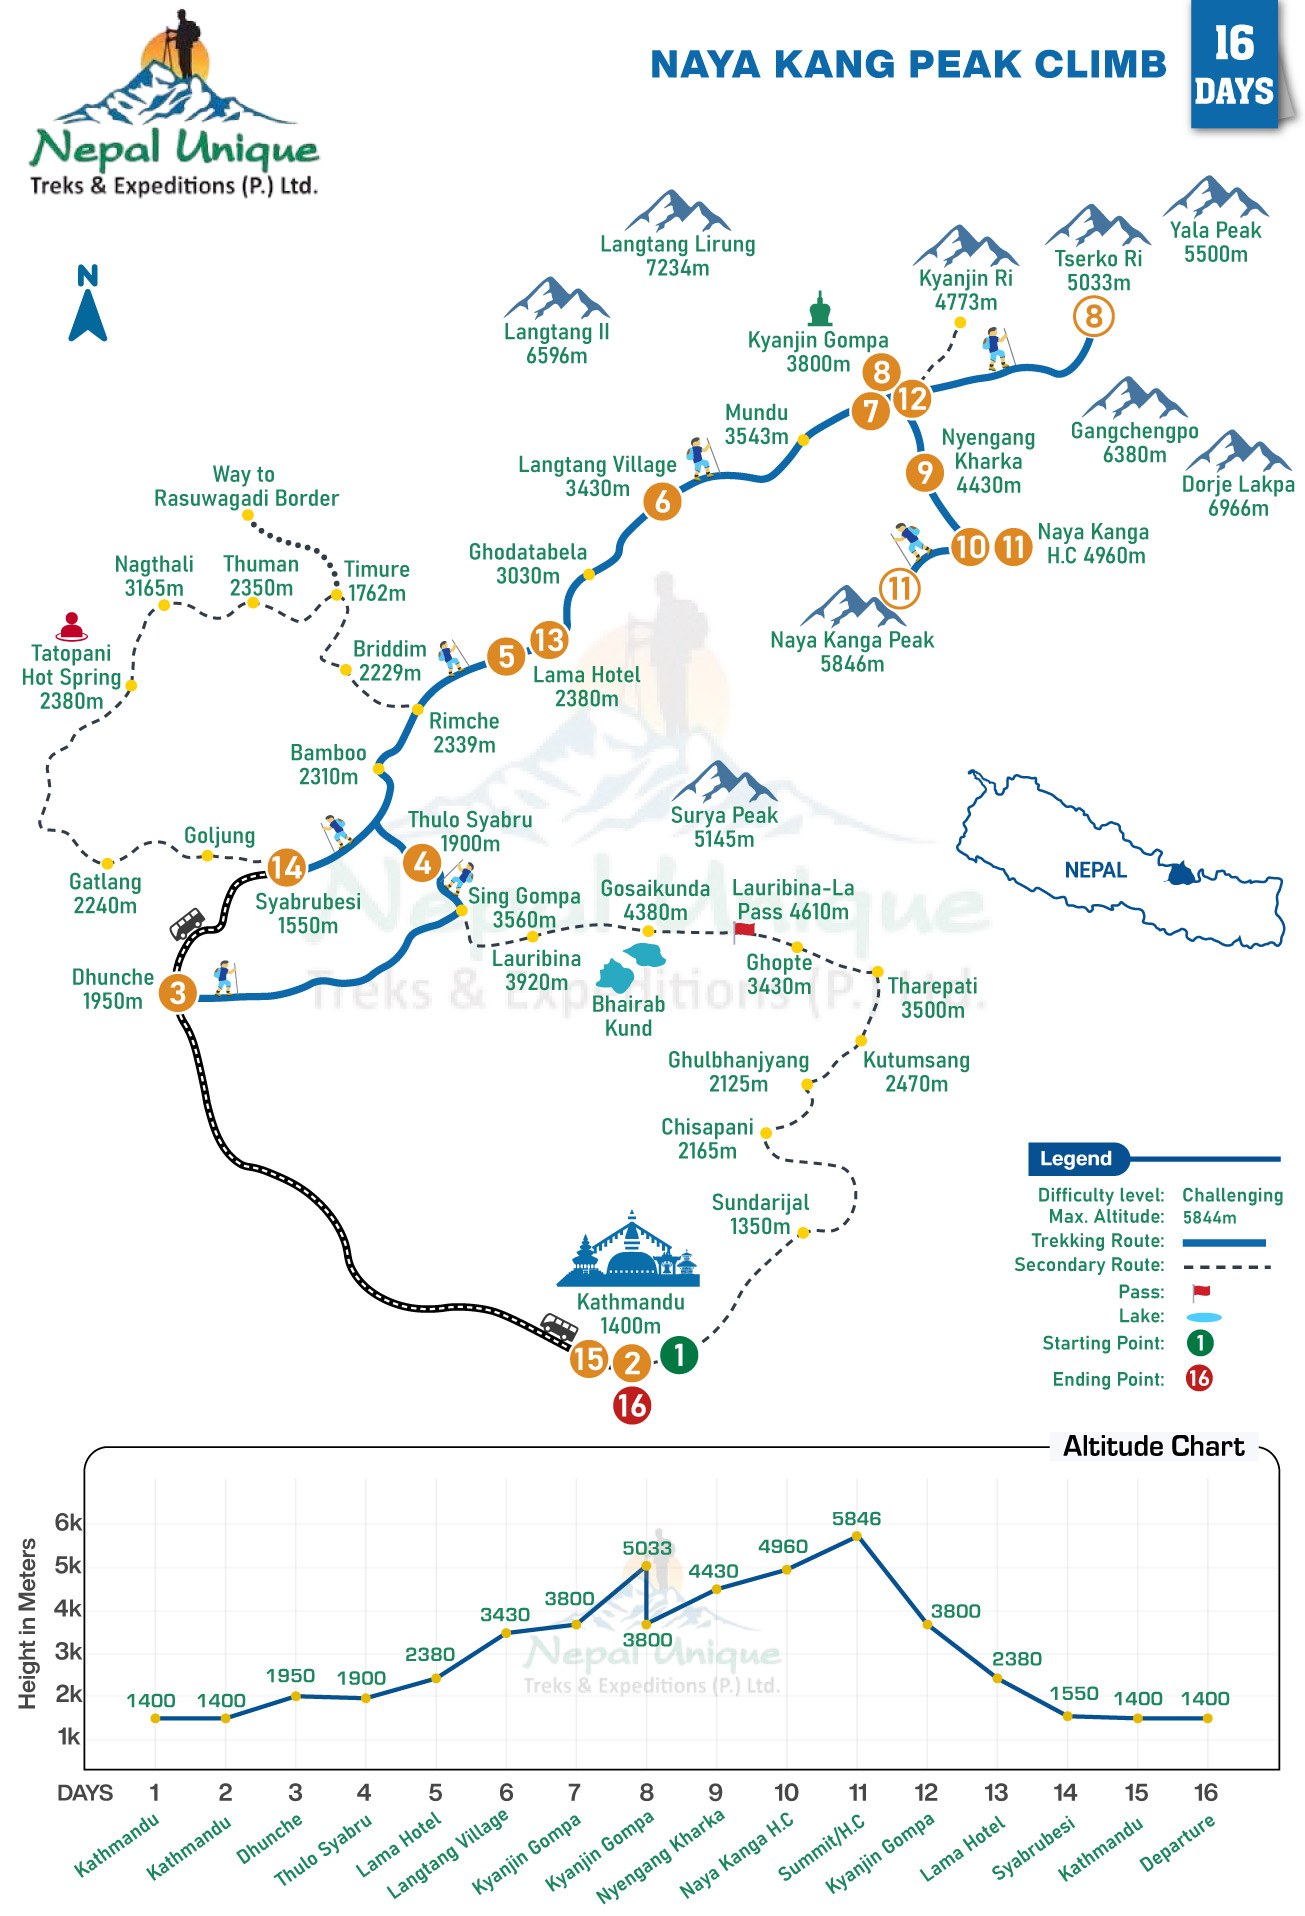 NAYA KANG PEAK CLIMB
16
DAYS
Nepal Unique
Treks & Expeditions (P.) Ltd.
N
Langtang Lirung
7234m
Langtang II
6596m
Kyanjin Ri
4773m
Tserko Ri
5033m
Yala Peak
5500m
8
Kyanjin Gompa
3800m
8
7
12
Mundu
3543m
Gangchengpo
6380m
Dorje Lakpa
6966m
Nyengang
Kharka
4430m
9
Langtang Village
3430m
6
Way to
Rasuwagadi Border
10
11
Naya Kanga
H.C 4960m
11
Naya Kanga Peak
5846m
Ghodatabela
3030m
Nagthali
3165m
Thuman
2350m
Timure
1762m
Tatopani
Hot Spring
2380m
Briddim
2229m
5
13
Lama Hotel
2380m
Rimche
2339m
Bamboo
2310m
Surya Peak
5145m
Thulo Syabru
1900m
4
Goljung
14
Gatlang
2240m
Syabrubesi
1550m
Sing Gompa
3560m
Gosaikunda
4380m
Lauribina-La
Pass 4610m
Lauribina
3920m
Bhairab
Kund
Ghopte
3430m
Tharepati
3500m
Dhunche
1950m
3
Nepal Unique
Treks & Expeditions (P.) Ltd.
NEPAL
Ghulbhanjyang
2125m
Kutumsang
2470m
Chisapani
2165m
Sundarijal
1350m
Kathmandu
1400m
15
2
1
16
Legend
Difficulty level: Challenging
Max. Altitude: 5844m
Trekking Route:
Secondary Route:
Pass:
Lake:
Starting Point: 1
Ending Point: 16
Altitude Chart
Height in Meters
6k
5k
4k
3k
2k
1k
1400
1400
1950
1900
2380
3430
3800
5033
3800
4430
4960
5846
3800
2380
1550
1400
1400
Nepal Unique
Treks & Expeditions (P.) Ltd.
DAYS 1 2 3 4 5 6 7 8 9 10 11 12 13 14 15 16
Kathmandu
Kathmandu
Dhunche
Thulo Syabru
Lama Hotel
Langtang Village
Kyanjin Gompa
Kyanjin Gompa
Nyengang Kharka
Naya Kanga H.C
Summit/H.C
Kyanjin Gompa
Lama Hotel
Syabrubesi
Kathmandu
Departure